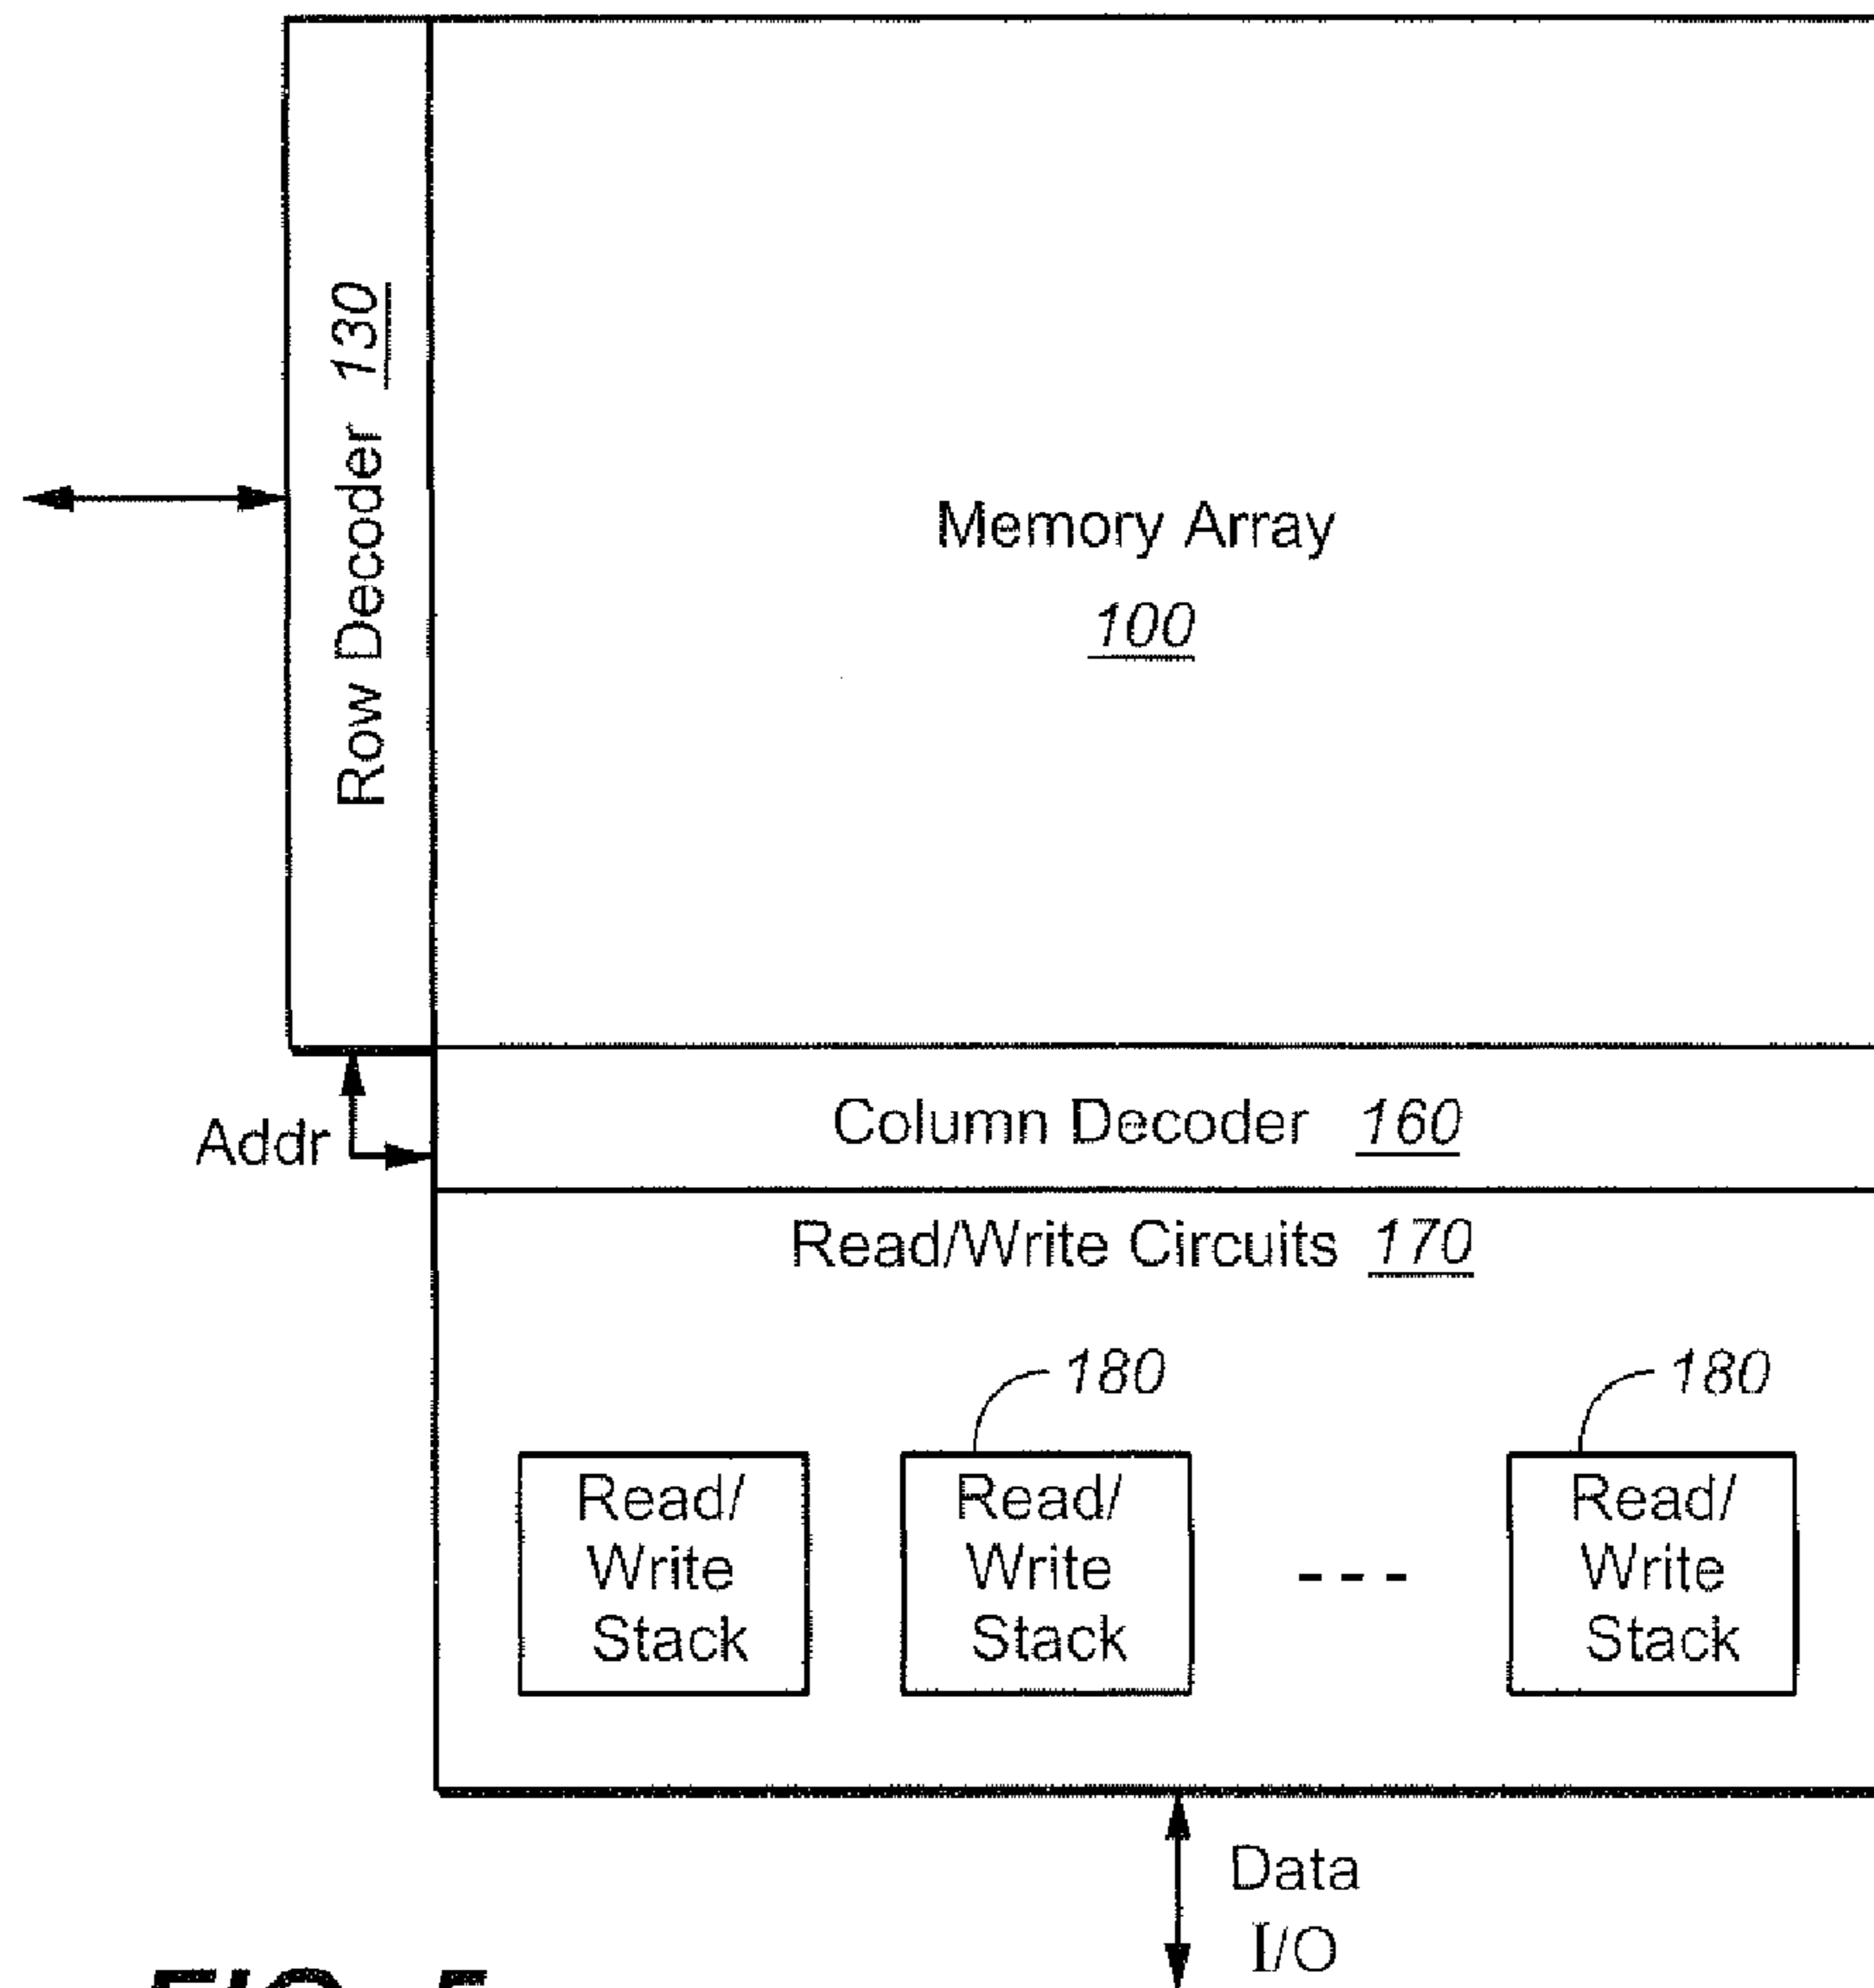 Row Decoder 130
Memory Array
100
Addr
Column Decoder 160
Read/Write Circuits 170
180
180
Read/
Write
Stack
Read/
Write
Stack
- - -
Read/
Write
Stack
Data
I/O